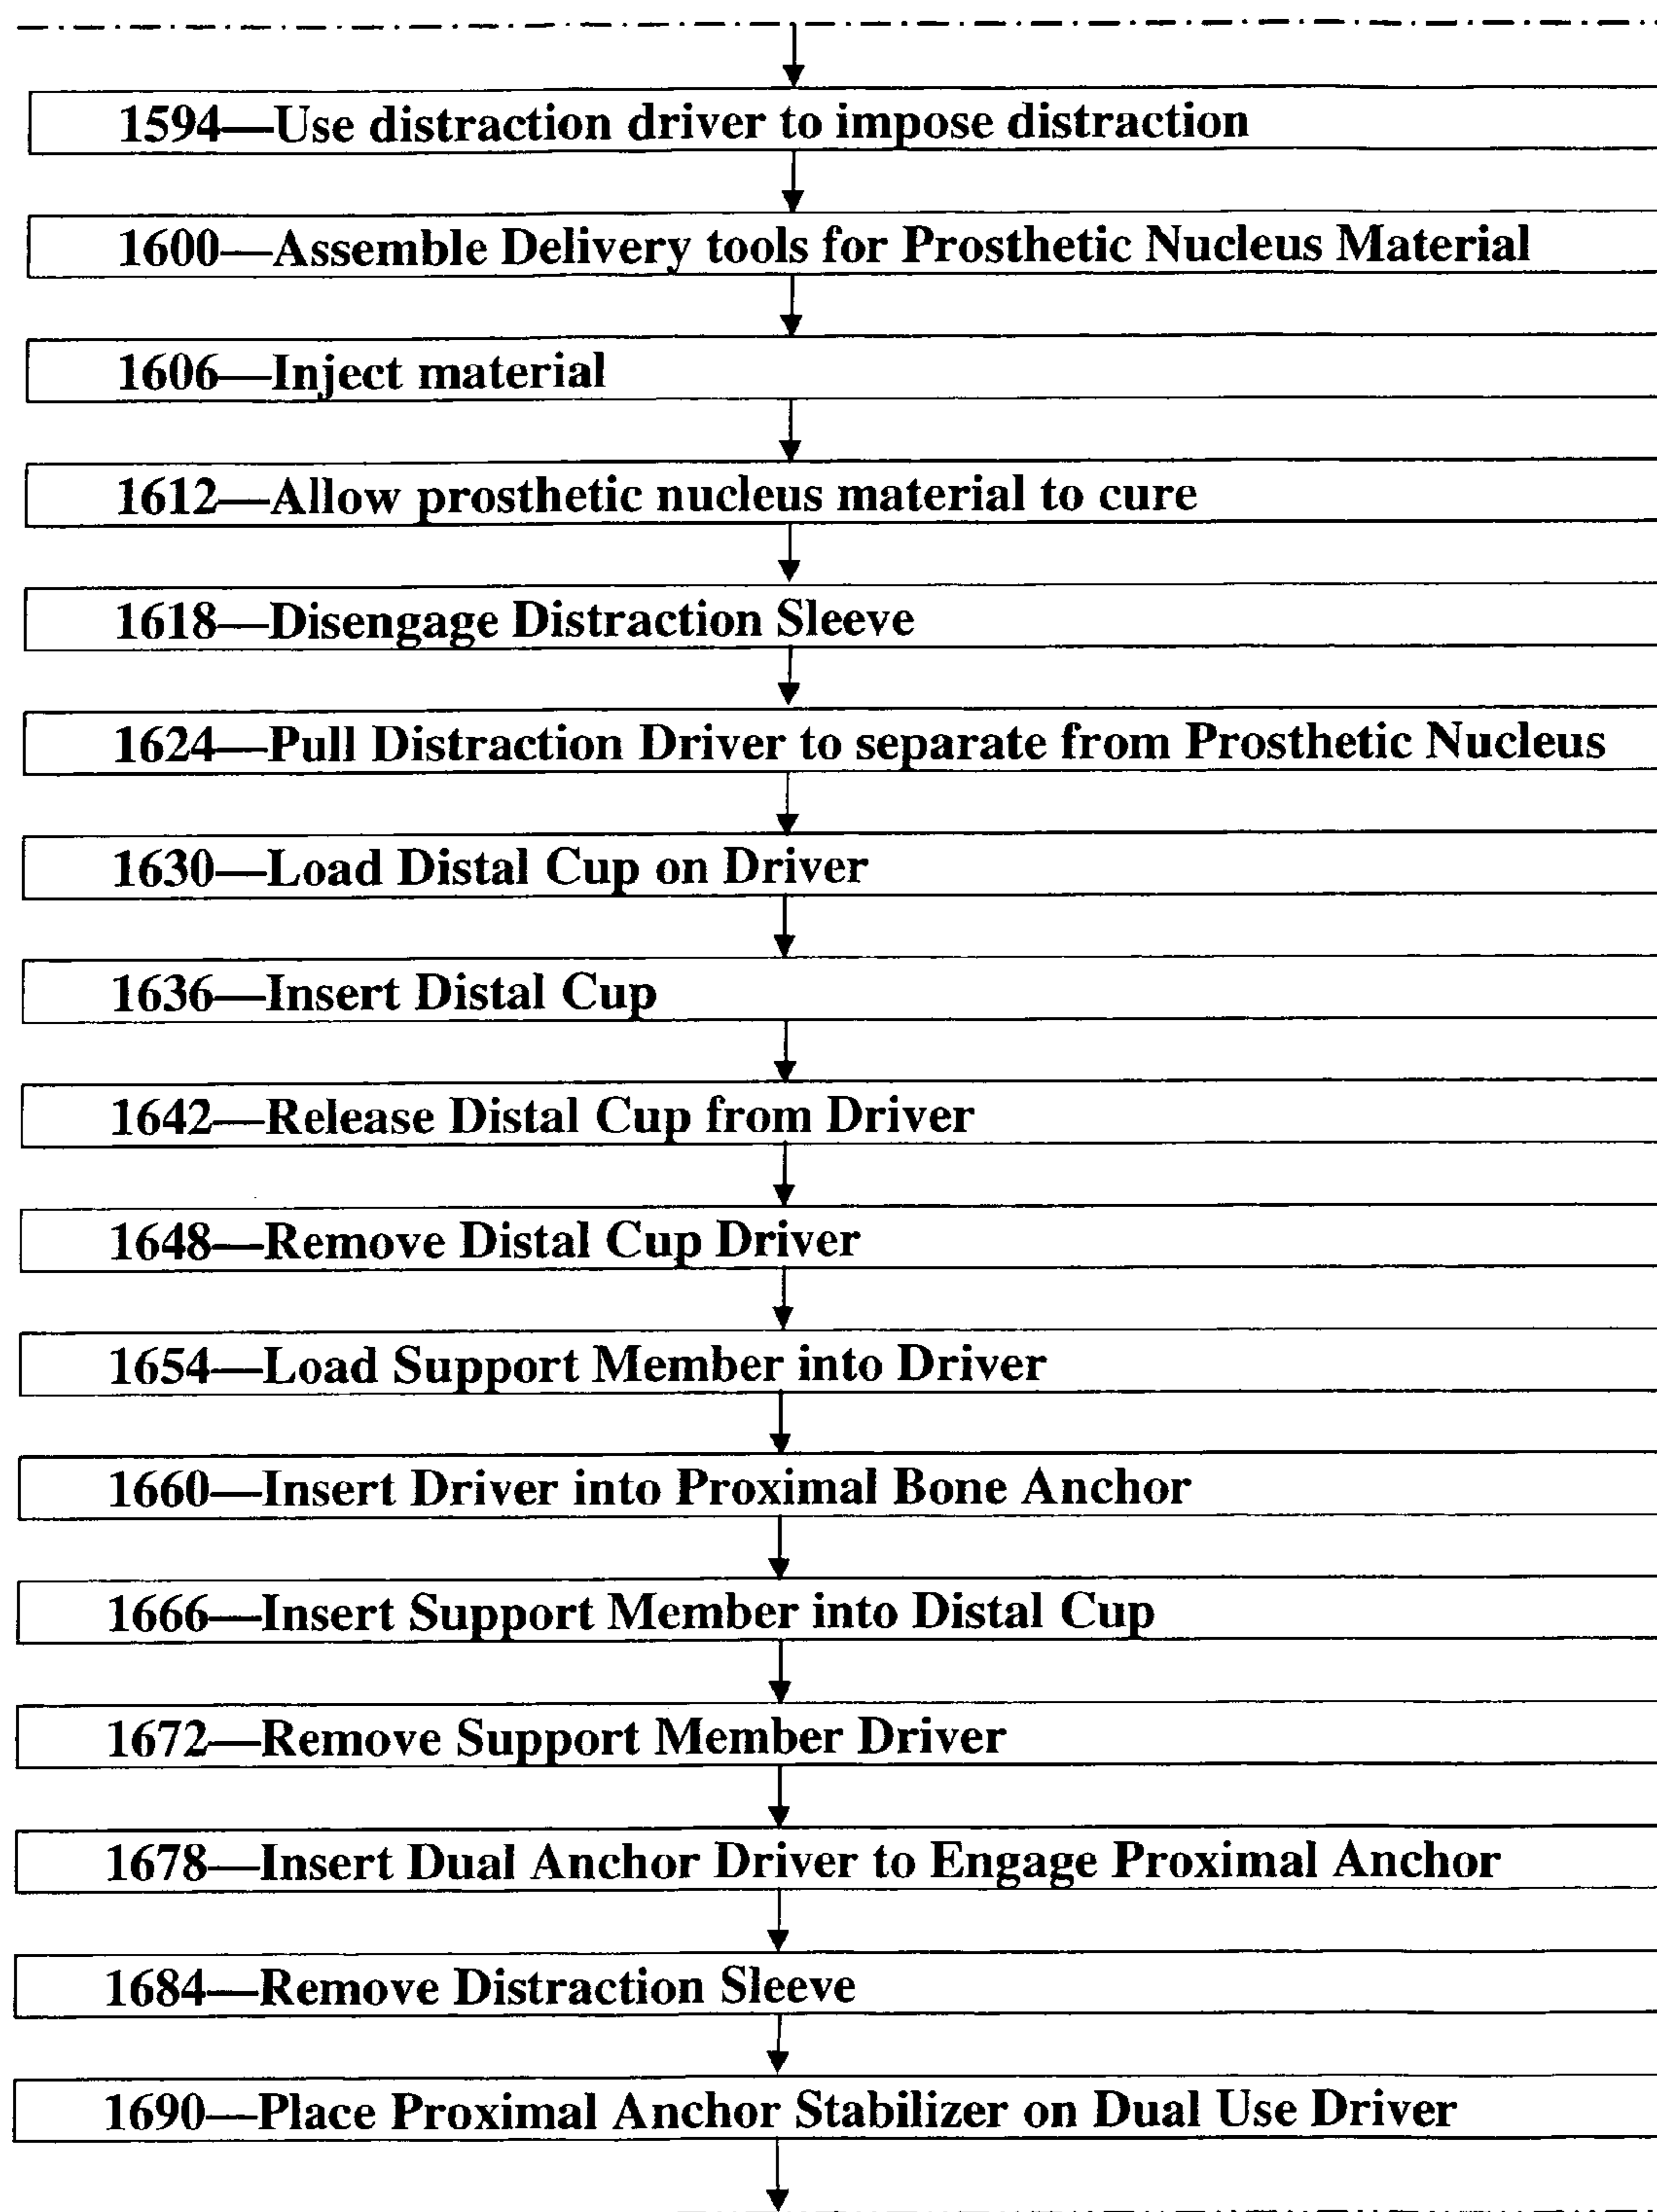 1594—Use distraction driver to impose distraction
1600—Assemble Delivery tools for Prosthetic Nucleus Material
1606—Inject material
1612—Allow prosthetic nucleus material to cure
1618—Disengage Distraction Sleeve
1624—Pull Distraction Driver to separate from Prosthetic Nucleus
1630—Load Distal Cup on Driver
1636—Insert Distal Cup
1642—Release Distal Cup from Driver
1648—Remove Distal Cup Driver
1654—Load Support Member into Driver
1660—Insert Driver into Proximal Bone Anchor
1666—Insert Support Member into Distal Cup
1672—Remove Support Member Driver
1678—Insert Dual Anchor Driver to Engage Proximal Anchor
1684—Remove Distraction Sleeve
1690—Place Proximal Anchor Stabilizer on Dual Use Driver